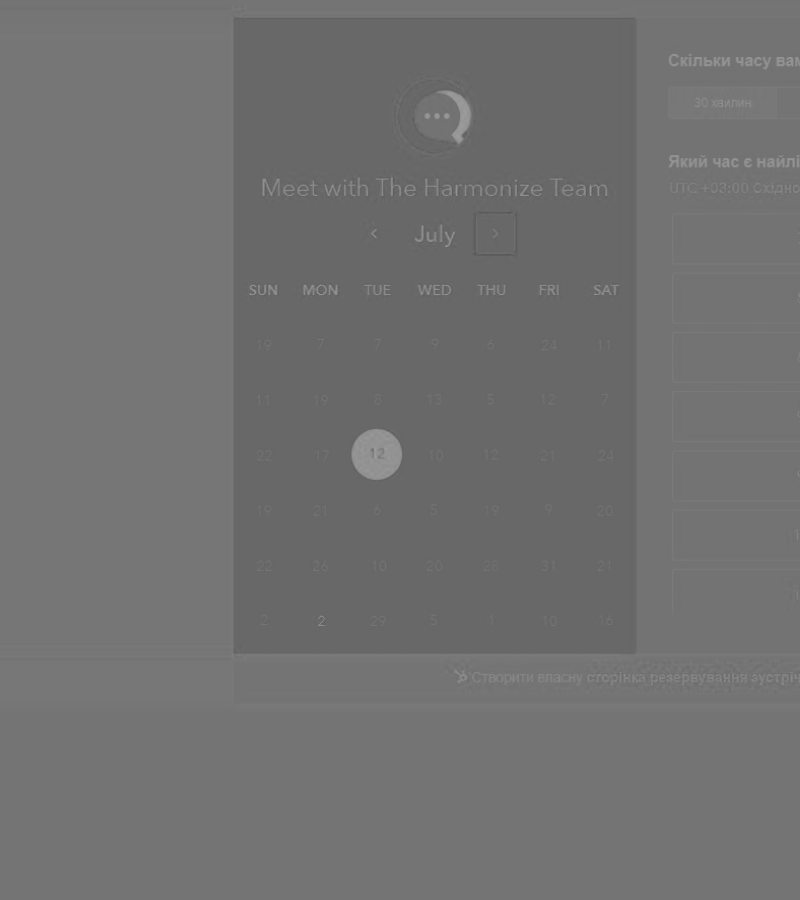 Meet with The Harmonize Team
July
SUN MON TUE WED THU FRI SAT
19 7 7 9 6 24 11
11 19 8 13 5 12 7
22 17 12 10 12 21 24
19 21 6 5 19 9 20
22 26 10 20 28 31 21
2 2 29 5 1 10 16
Скільки часу вам
30 хвилин
Який час є найлі
UTC +03:00 Східно
Створити власну сторінка резервування зустріч